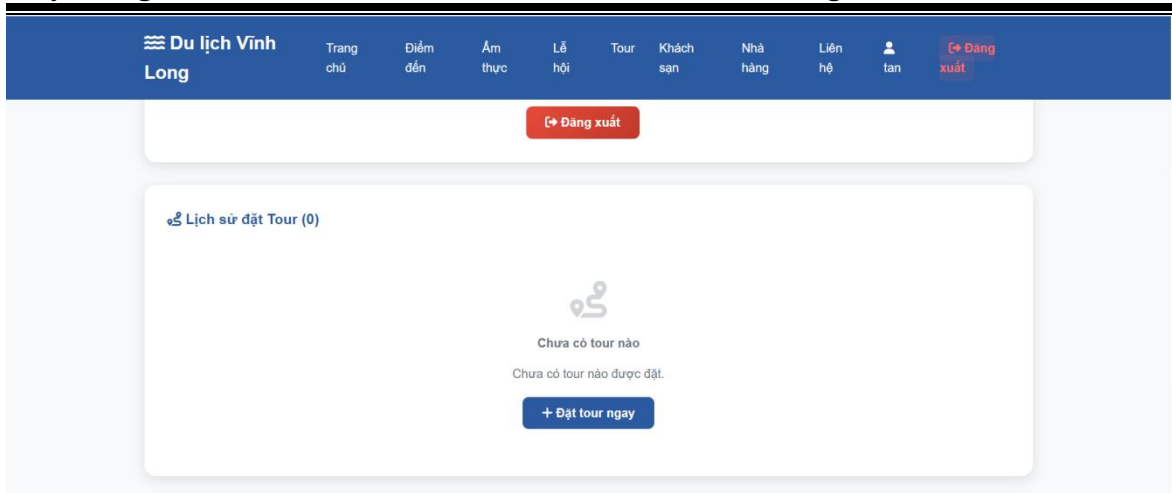 Du lịch Vĩnh
Long
Trang
chủ
Điểm
đến
Ẩm
thực
Lễ
hội
Tour
Khách
sạn
Nhà
hàng
Liên
hệ
tan
Đăng
xuất
Đăng xuất
Lịch sử đặt Tour (0)
Chưa có tour nào
Chưa có tour nào được đặt.
+ Đặt tour ngay